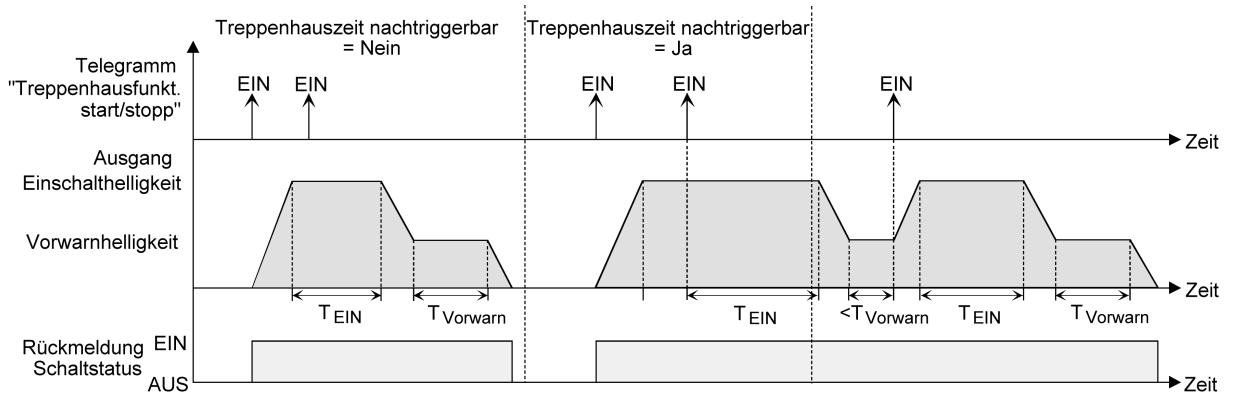 Treppenhauszeit nachtriggerbar
= Nein
Treppenhauszeit nachtriggerbar
= Ja
Telegramm
"Treppenhausfunkt.
start/stopp"
EIN
EIN
EIN
EIN
EIN
Zeit
Ausgang
Einschalthelligkeit
Vorwarnhelligkeit
Zeit
T EIN
T Vorwarn
T EIN
<T Vorwarn
T EIN
T Vorwarn
Rückmeldung
Schaltstatus
EIN
AUS
Zeit